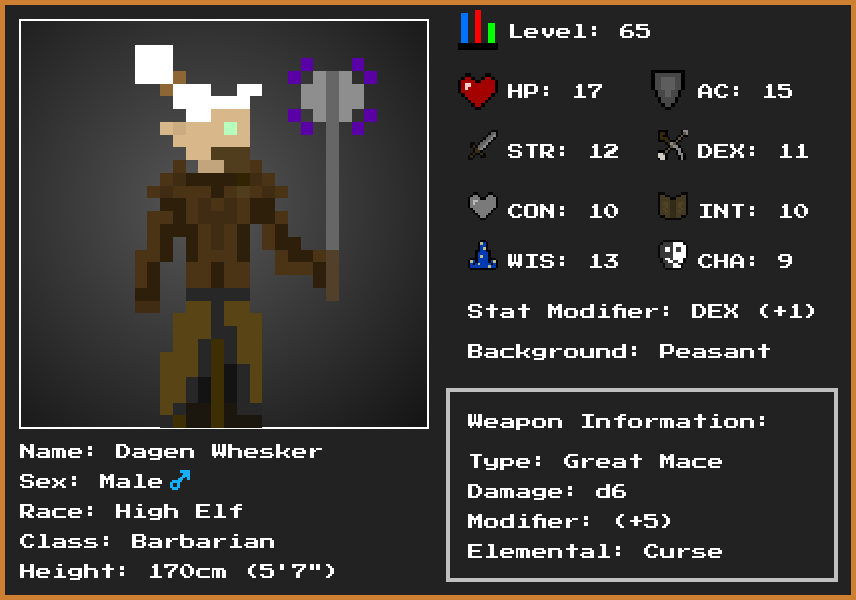 Level: 65
HP: 17 AC: 15
STR: 12 DEX: 11
CON: 10 INT: 10
WIS: 13 CHA: 9
Stat Modifier: DEX (+1)
Background: Peasant
Weapon Information:
Type: Great Mace
Damage: d6
Modifier: (+5)
Elemental: Curse
Name: Dagen Whesker
Sex: Male ♂
Race: High Elf
Class: Barbarian
Height: 170cm (5'7")